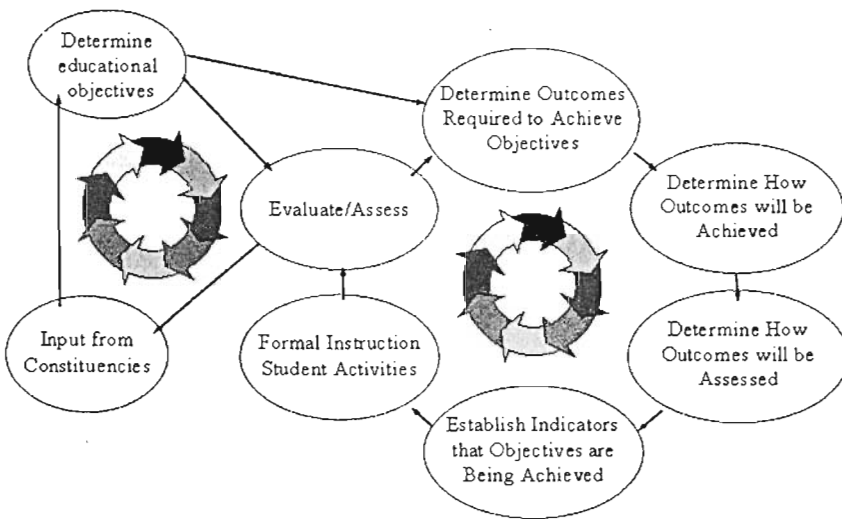 Determine
educational
objectives
Determine Outcomes
Required to Achieve
Objectives
Evaluate/Assess
Determine How
Outcomes will be
Achieved
Input from
Constituencies
Formal Instruction
Student Activities
Determine How
Outcomes will be
Assessed
Establish Indicators
that Objectives are
Being Achieved